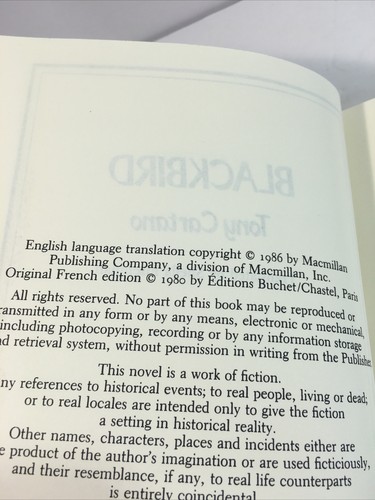 BLACKBIRD
Tony Cartano
English language translation copyright © 1986 by Macmillan
Publishing Company, a division of Macmillan, Inc.
Original French edition © 1980 by Éditions Buchet/Chastel, Paris
All rights reserved. No part of this book may be reproduced or
ransmitted in any form or by any means, electronic or mechanical,
including photocopying, recording or by any information storage
nd retrieval system, without permission in writing from the Publisher
This novel is a work of fiction.
ny references to historical events; to real people, living or dead;
or to real locales are intended only to give the fiction
a setting in historical reality.
Other names, characters, places and incidents either are
e product of the author's imagination or are used ficticiously,
and their resemblance, if any, to real life counterparts
is entirely coincidental